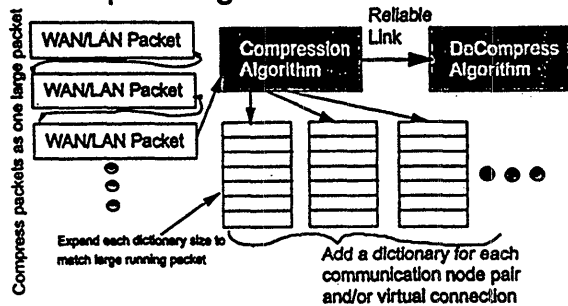 Compress packets as one large packet
WAN/LAN Packet
WAN/LAN Packet
WAN/LAN Packet
Compression
Algorithm
Reliable
Link
DeCompress
Algorithm
Expand each dictionary size to
match large running packet
Add a dictionary for each
communication node pair
and/or virtual connection